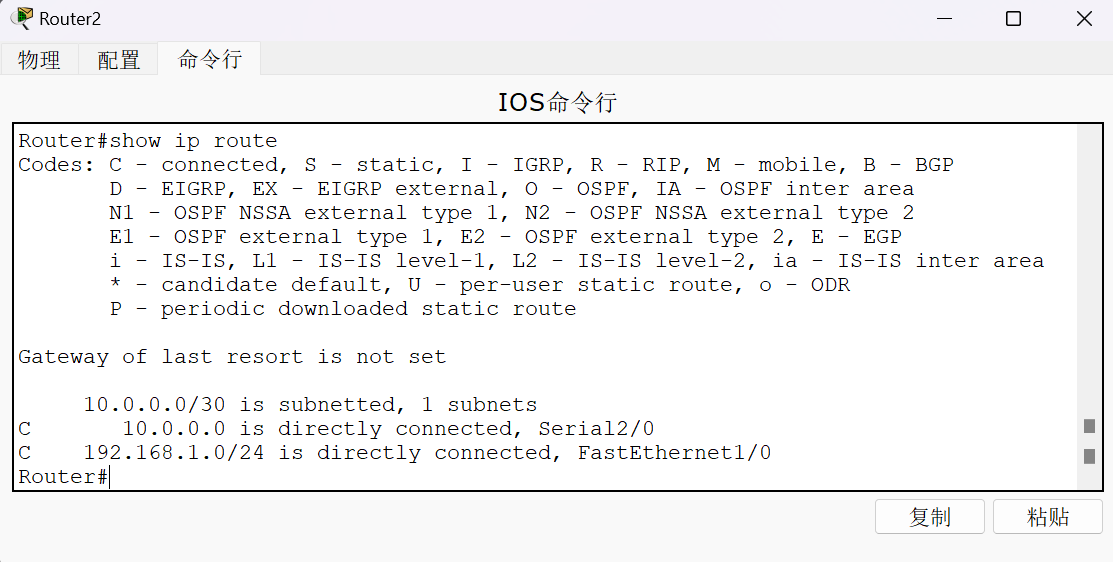 Router2
物理 配置 命令行
IOS命令行
Router#show ip route
Codes: C - connected, S - static, I - IGRP, R - RIP, M - mobile, B - BGP
       D - EIGRP, EX - EIGRP external, O - OSPF, IA - OSPF inter area
       N1 - OSPF NSSA external type 1, N2 - OSPF NSSA external type 2
       E1 - OSPF external type 1, E2 - OSPF external type 2, E - EGP
       i - IS-IS, L1 - IS-IS level-1, L2 - IS-IS level-2, ia - IS-IS inter area
       * - candidate default, U - per-user static route, o - ODR
       P - periodic downloaded static route
Gateway of last resort is not set
     10.0.0.0/30 is subnetted, 1 subnets
C       10.0.0.0 is directly connected, Serial2/0
C    192.168.1.0/24 is directly connected, FastEthernet1/0
Router#
复制 粘贴